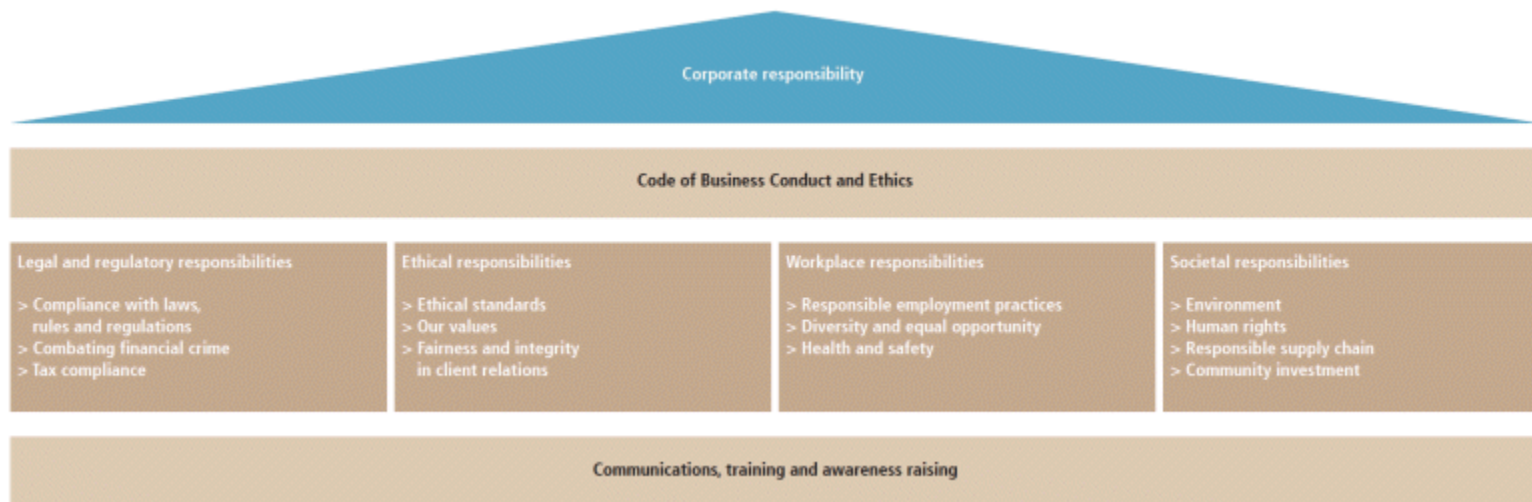 Corporate responsibility
Code of Business Conduct and Ethics
Legal and regulatory responsibilities
> Compliance with laws,
rules and regulations
> Combating financial crime
> Tax compliance
Ethical responsibilities
> Ethical standards
> Our values
> Fairness and integrity
in client relations
Workplace responsibilities
> Responsible employment practices
> Diversity and equal opportunity
> Health and safety
Societal responsibilities
> Environment
> Human rights
> Responsible supply chain
> Community investment
Communications, training and awareness raising